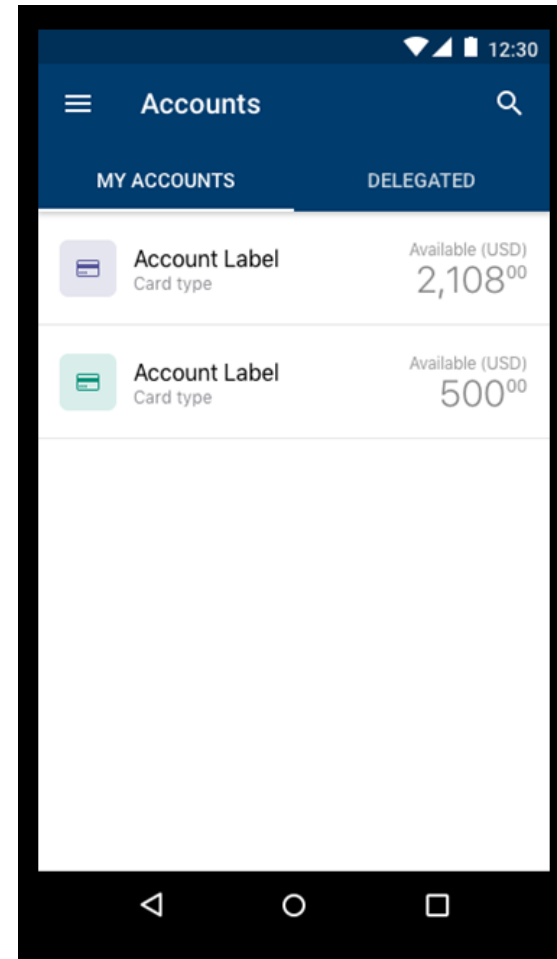 12:30
Accounts
MY ACCOUNTS DELEGATED
Account Label Available (USD)
Card type 2,108⁰⁰
Account Label Available (USD)
Card type 500⁰⁰